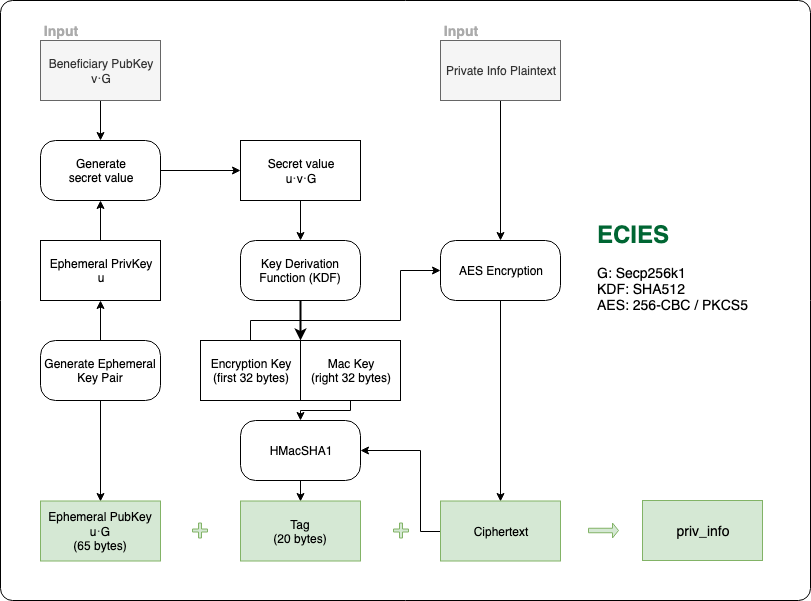 Input
Input
Beneficiary PubKey
v·G
Private Info Plaintext
Generate
secret value
Secret value
u·v·G
ECIES
G: Secp256k1
KDF: SHA512
AES: 256-CBC / PKCS5
Ephemeral PrivKey
u
Key Derivation
Function (KDF)
AES Encryption
Generate Ephemeral
Key Pair
Encryption Key
(first 32 bytes)
Mac Key
(right 32 bytes)
HMacSHA1
Ephemeral PubKey
u·G
(65 bytes)
Tag
(20 bytes)
Ciphertext
priv_info